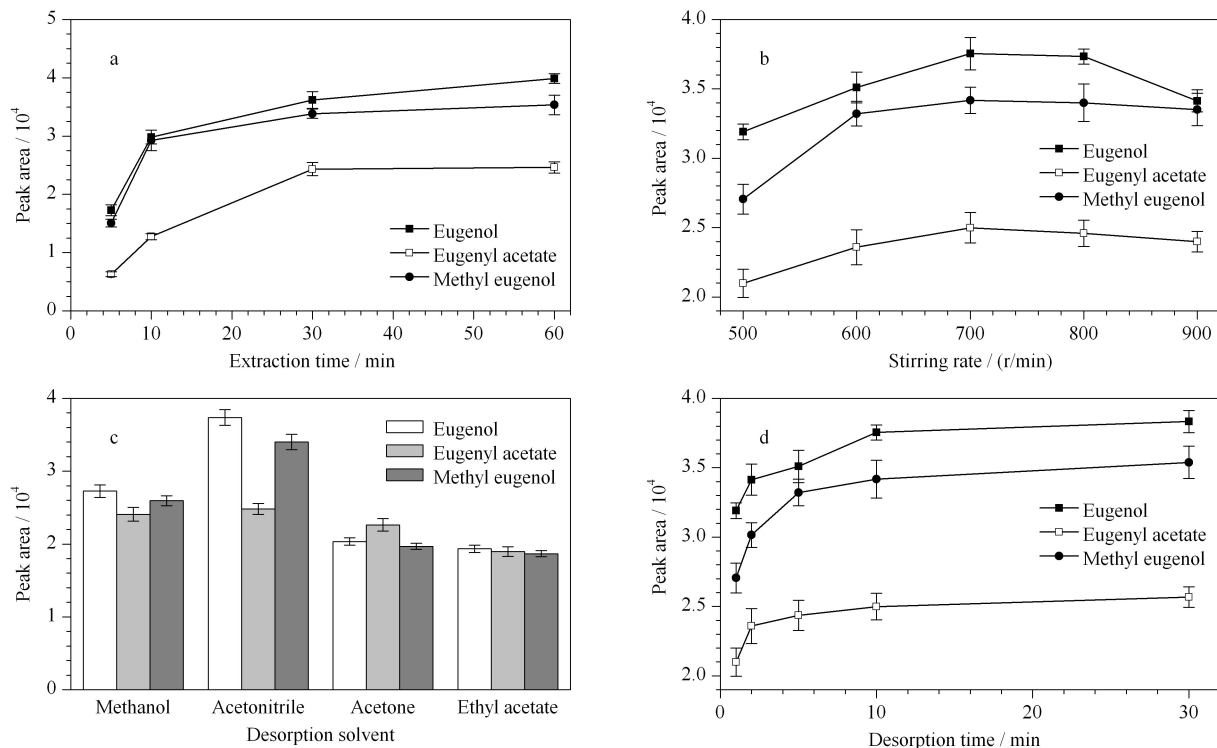 a
5
4
3
2
1
0
Peak area / 10⁴
Eugenol
Eugenyl acetate
Methyl eugenol
0 10 20 30 40 50 60
Extraction time / min
b
4.0
3.5
3.0
2.5
2.0
Peak area / 10⁴
Eugenol
Eugenyl acetate
Methyl eugenol
500 600 700 800 900
Stirring rate / (r/min)
c
4
3
2
1
0
Peak area / 10⁴
Eugenol
Eugenyl acetate
Methyl eugenol
Methanol Acetonitrile Acetone Ethyl acetate
Desorption solvent
d
4.0
3.5
3.0
2.5
2.0
Peak area / 10⁴
Eugenol
Eugenyl acetate
Methyl eugenol
0 10 20 30
Desorption time / min